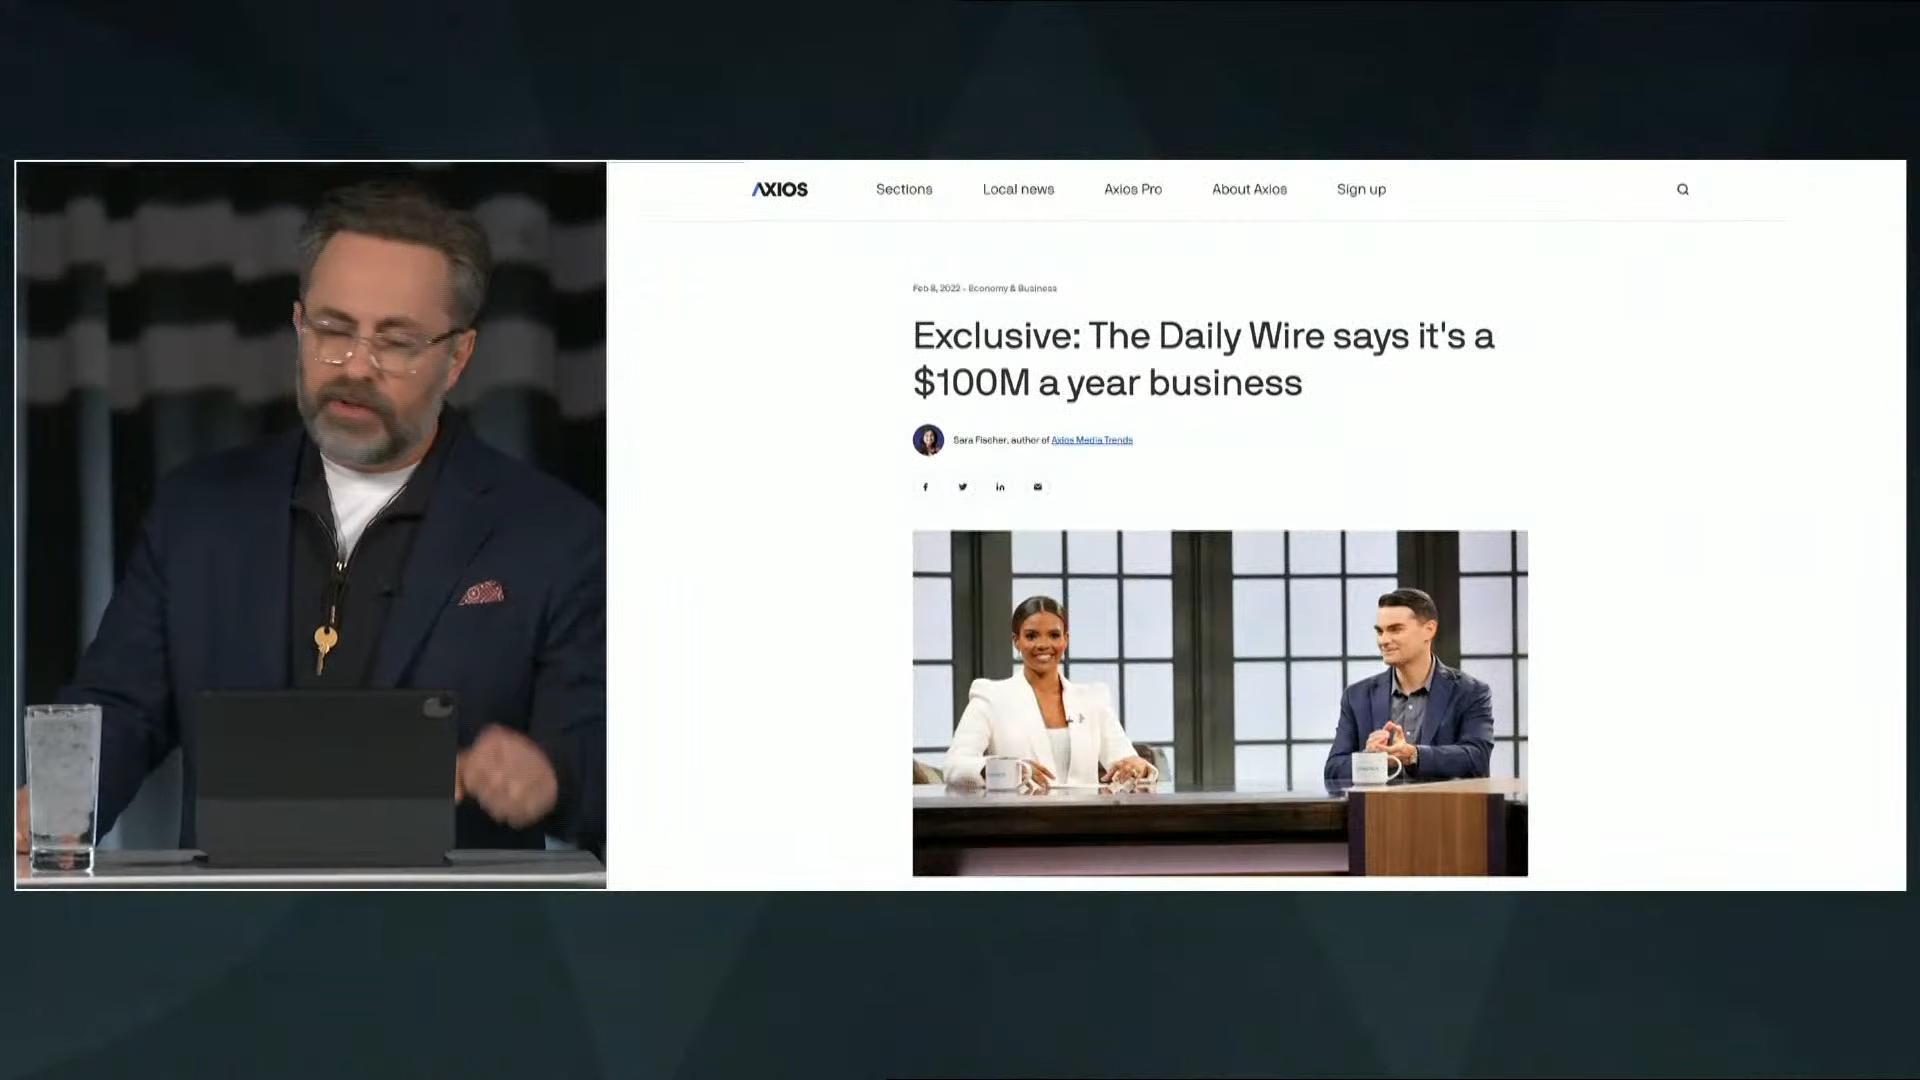 AXIOS Sections Local news Axios Pro About Axios Sign up
Feb 8, 2022 - Economy & Business
Exclusive: The Daily Wire says it's a
$100M a year business
Sara Fischer, author of Axios Media Trends